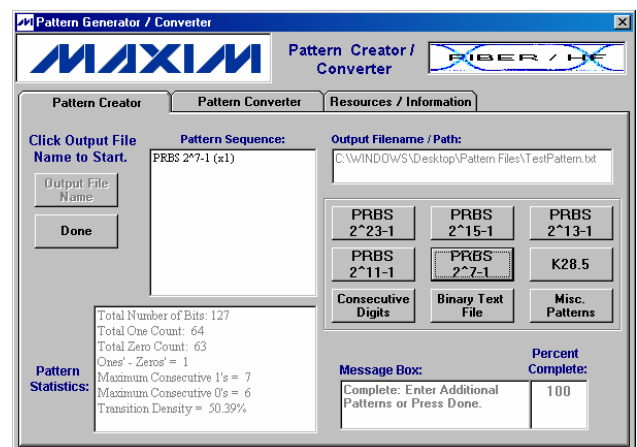 Pattern Generator / Converter
MAXIM
Pattern Creator /
Converter
FIBER / HF
Pattern Creator
Pattern Converter
Resources / Information
Click Output File
Name to Start.
Output File
Name
Done
Pattern Sequence:
PRBS 2^7-1 (x1)
Output Filename / Path:
C:\WINDOWS\Desktop\Pattern Files\TestPattern.txt
PRBS
2^23-1
PRBS
2^15-1
PRBS
2^13-1
PRBS
2^11-1
PRBS
2^7-1
K28.5
Consecutive
Digits
Binary Text
File
Misc.
Patterns
Pattern
Statistics:
Total Number of Bits: 127
Total One Count: 64
Total Zero Count: 63
Ones' - Zeros' = 1
Maximum Consecutive 1's = 7
Maximum Consecutive 0's = 6
Transition Density = 50.39%
Message Box:
Complete: Enter Additional
Patterns or Press Done.
Percent
Complete:
100